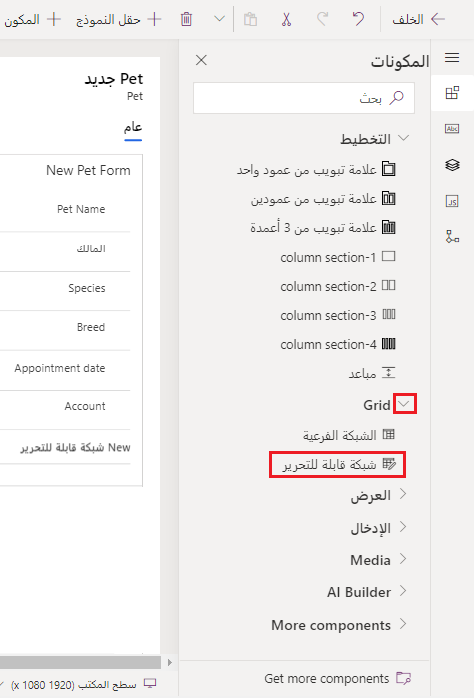 الخلف
حقل النموذج
المكون
المكونات
بحث
التخطيط
علامة تبويب من عمود واحد
علامة تبويب من عمودين
علامة تبويب من 3 أعمدة
1-column section
2-column section
3-column section
4-column section
مباعد
Grid
الشبكة الفرعية
شبكة قابلة للتحرير
العرض
الإدخال
Media
AI Builder
More components
Get more components
Abc
JS
Pet جديد
Pet
عام
New Pet Form
Pet Name
المالك
Species
Breed
Appointment date
Account
New شبكة قابلة للتحرير
سطح المكتب (1920 x 1080)